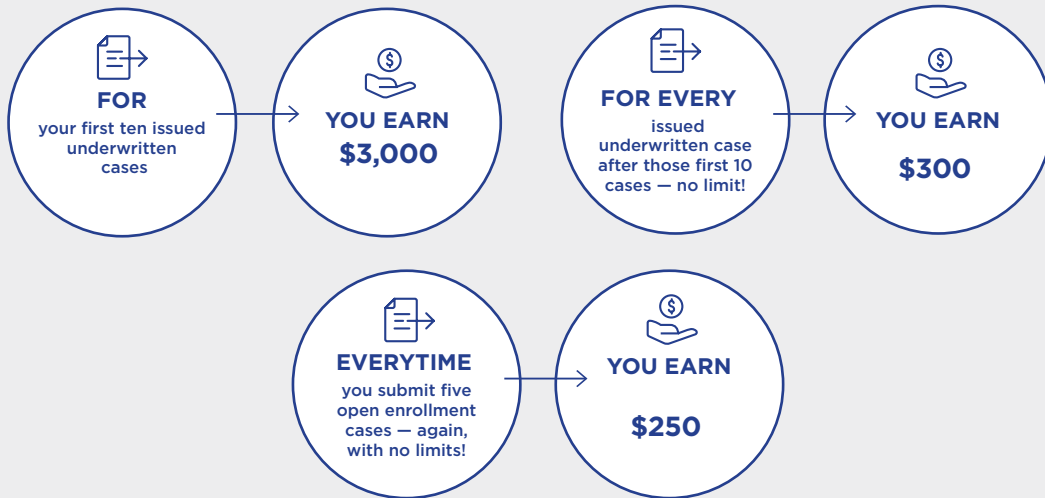 FOR
your first ten issued
underwritten
cases
YOU EARN
$3,000
FOR EVERY
issued
underwritten case
after those first 10
cases — no limit!
YOU EARN
$300
EVERYTIME
you submit five
open enrollment
cases — again,
with no limits!
YOU EARN
$250